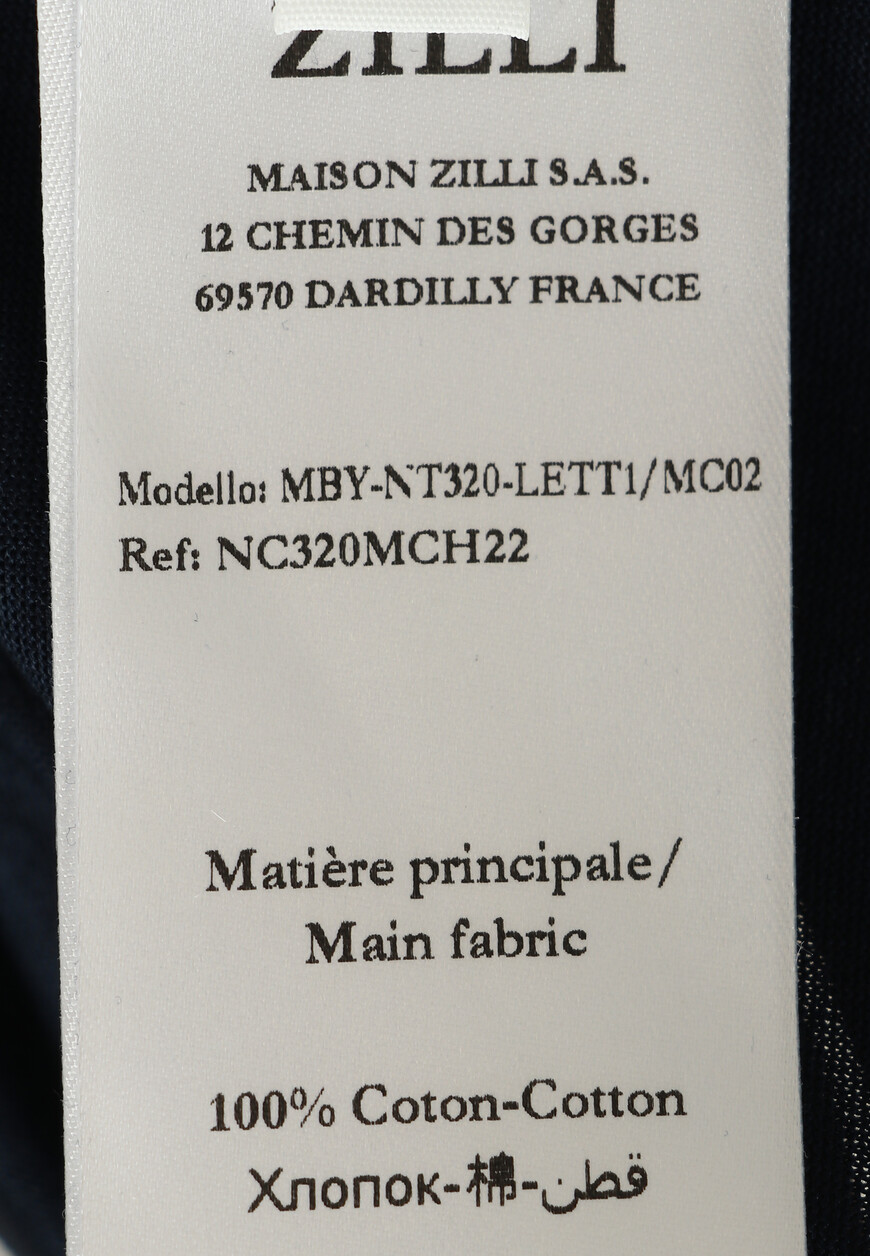 ZILLI
MAISON ZILLI S.A.S.
12 CHEMIN DES GORGES
69570 DARDILLY FRANCE
Modello: MBY-NT320-LETT1/MC02
Ref: NC320MCH22
Matière principale/
Main fabric
100% Coton-Cotton
Хлопок-棉-قطن